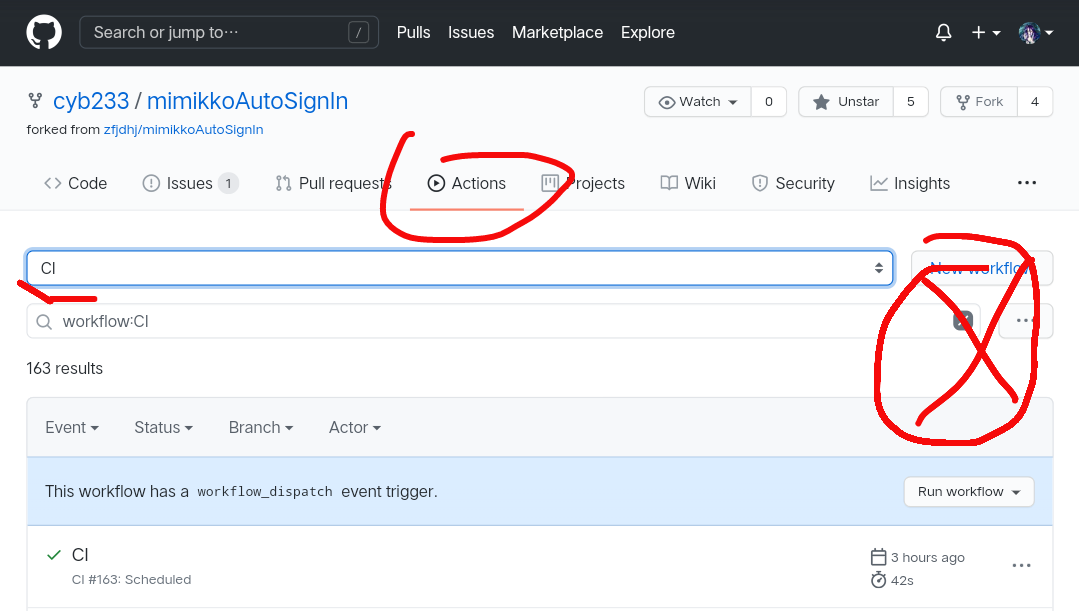 Search or jump to… / Pulls Issues Marketplace Explore
cyb233 / mimikkoAutoSignIn Watch 0 Unstar 5 Fork 4
forked from zfjdhj/mimikkoAutoSignIn
Code Issues 1 Pull requests Actions Projects Wiki Security Insights
CI New workflow
workflow:CI
163 results
Event Status Branch Actor
This workflow has a workflow_dispatch event trigger. Run workflow
CI 3 hours ago
CI #163: Scheduled 42s